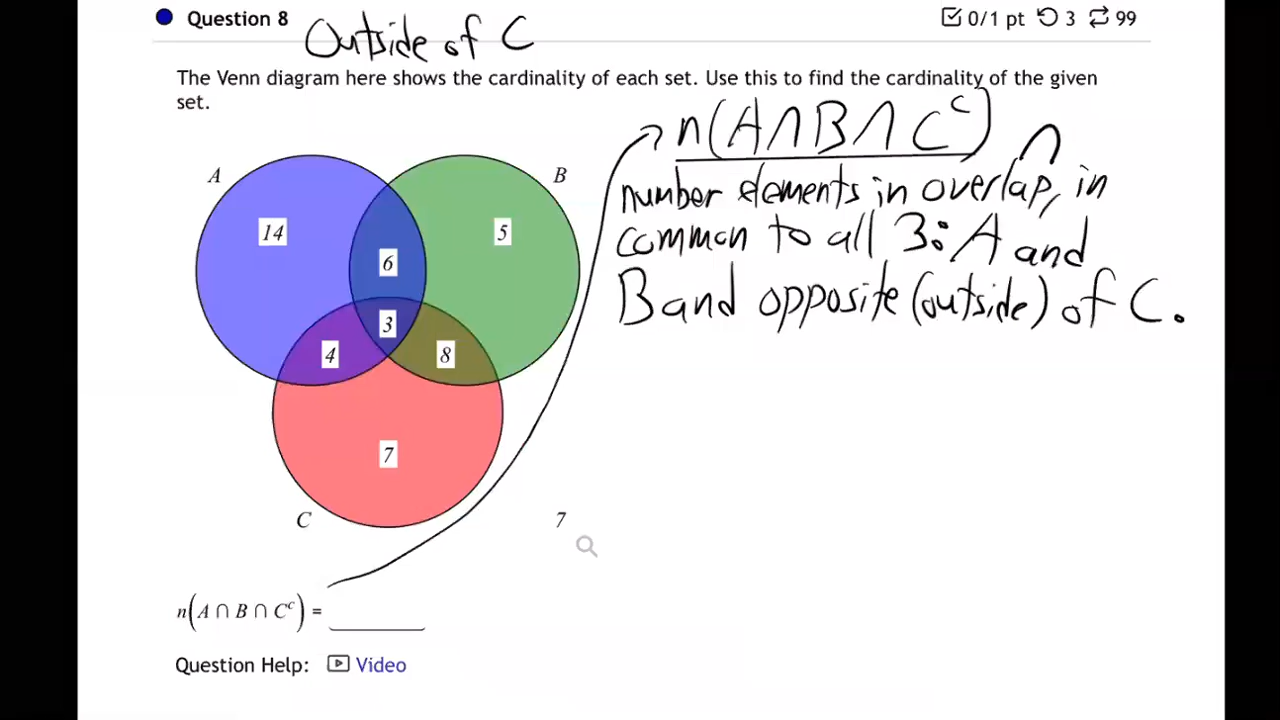 Question 8
0/1 pt 3 99
Outside of C
The Venn diagram here shows the cardinality of each set. Use this to find the cardinality of the given
set.
n(A∩B∩Cᶜ) ∩
number elements in overlap, in
common to all 3: A and
B and opposite (outside) of C.
A
B
14
5
6
3
4
8
7
C
7
n(A ∩ B ∩ Cᶜ) =
Question Help: Video